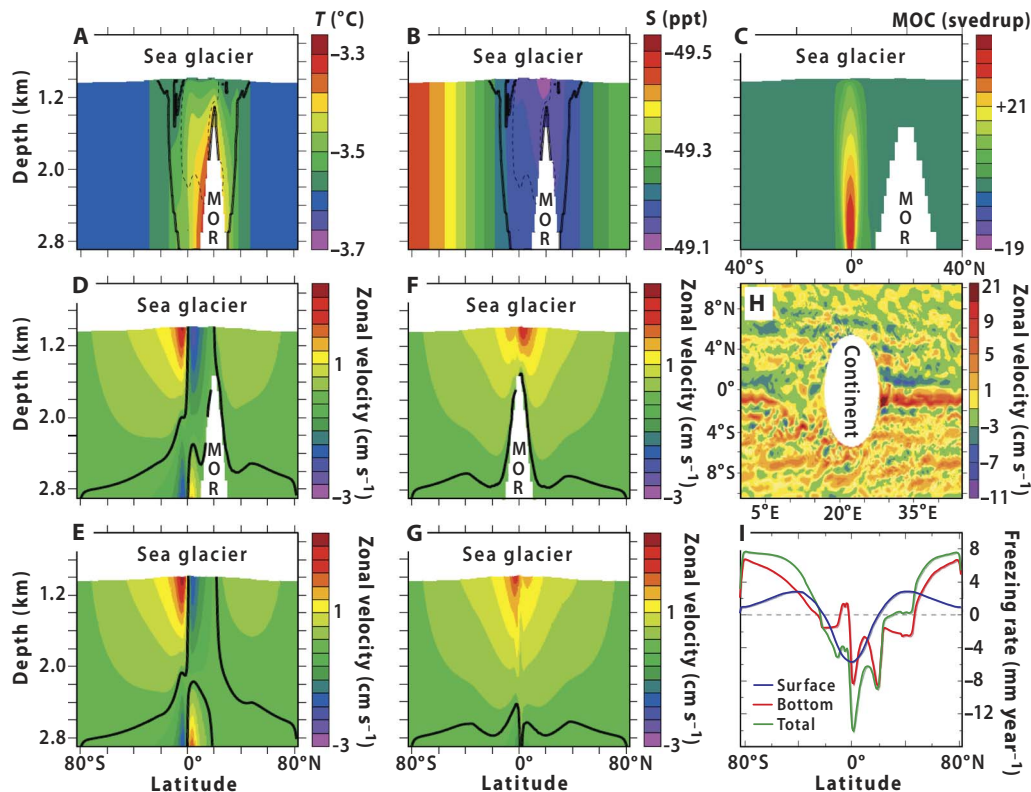 A
T (°C)
Sea glacier
Depth (km)
1.2
2.0
2.8
M
O
R
−3.3
−3.5
−3.7
B
S (ppt)
Sea glacier
M
O
R
−49.5
−49.3
−49.1
C
MOC (svedrup)
Sea glacier
M
O
R
+21
−19
40°S
0°
40°N
D
Sea glacier
Depth (km)
1.2
2.0
2.8
M
O
R
1
−3
Zonal velocity (cm s⁻¹)
F
Sea glacier
M
O
R
1
−3
Zonal velocity (cm s⁻¹)
H
8°N
4°N
0°
4°S
8°S
Continent
5°E
20°E
35°E
21
9
5
1
−3
−7
−11
Zonal velocity (cm s⁻¹)
E
Sea glacier
Depth (km)
1.2
2.0
2.8
80°S
0°
80°N
Latitude
1
−3
Zonal velocity (cm s⁻¹)
G
Sea glacier
80°S
0°
80°N
Latitude
1
−3
Zonal velocity (cm s⁻¹)
I
Surface
Bottom
Total
80°S
0°
80°N
Latitude
8
4
0
−4
−8
−12
Freezing rate (mm year⁻¹)